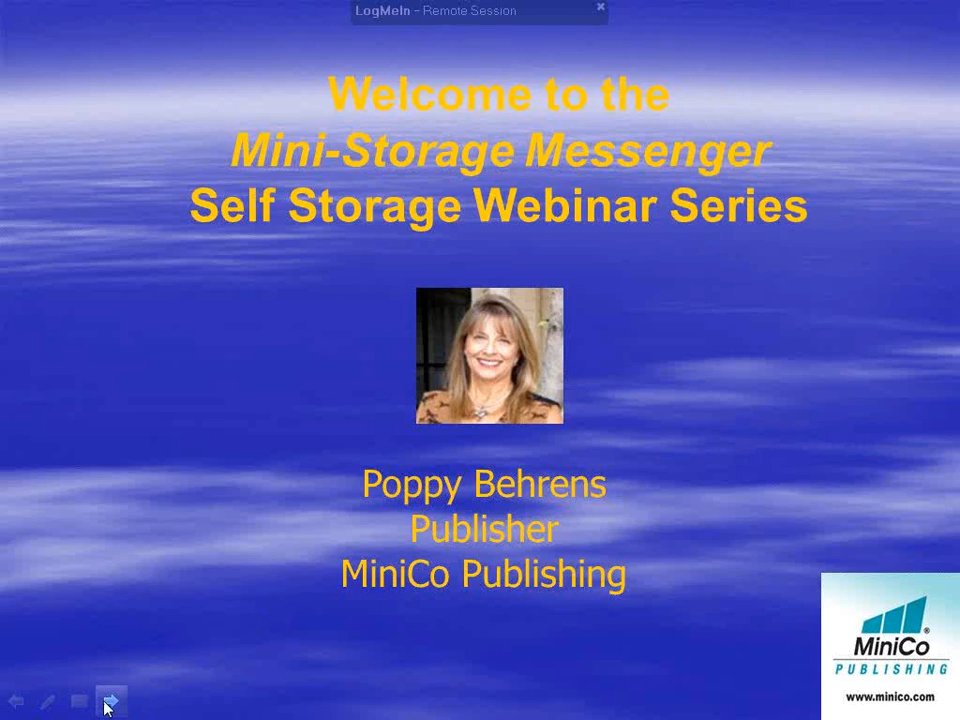 LogMeIn - Remote Session
Welcome to the
Mini-Storage Messenger
Self Storage Webinar Series
Poppy Behrens
Publisher
MiniCo Publishing
MiniCo®
PUBLISHING
www.minico.com